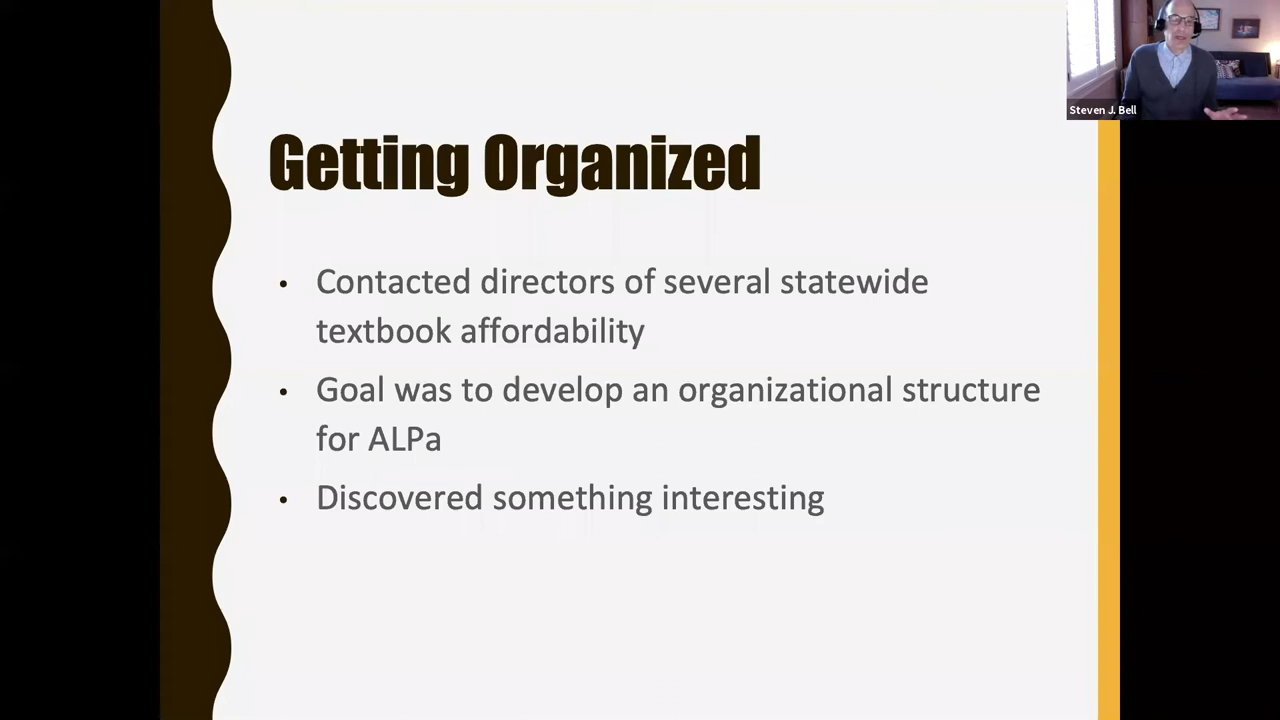 Steven J. Bell
Getting Organized
• Contacted directors of several statewide
textbook affordability
• Goal was to develop an organizational structure
for ALPa
• Discovered something interesting